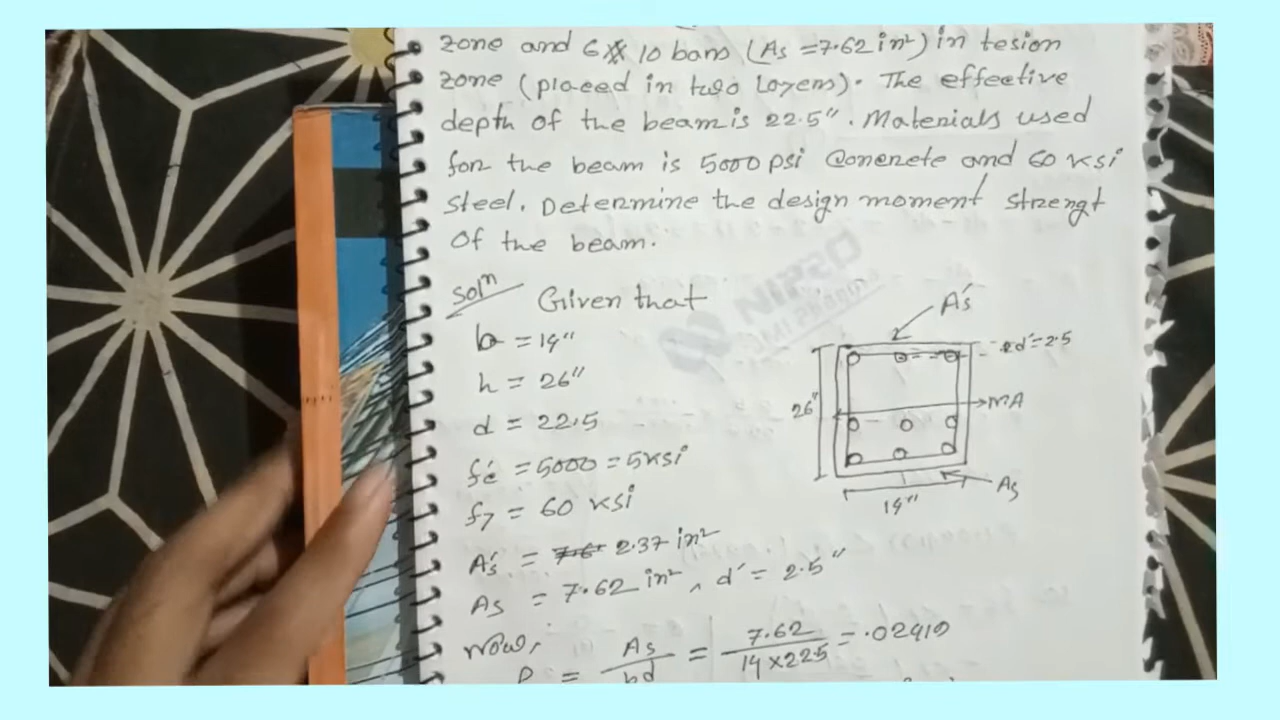 zone and 6#10 bars (As =7.62 in²) in tesion
zone (placed in two Layers). The effective
depth of the beam is 22.5". Materials used
for the beam is 5000 psi Concrete and 60 ksi
steel. Determine the design moment strengt
of the beam.
Solⁿ Given that
b = 14"
h = 26"
d = 22.5
f'c = 5000 = 5ksi
fy = 60 ksi
A's = 2.37 in²
As = 7.62 in², d' = 2.5"
Now,
ρ = As/bd = 7.62/14×22.5 = .02419
A's
d'=2.5
26"
NA
As
14"